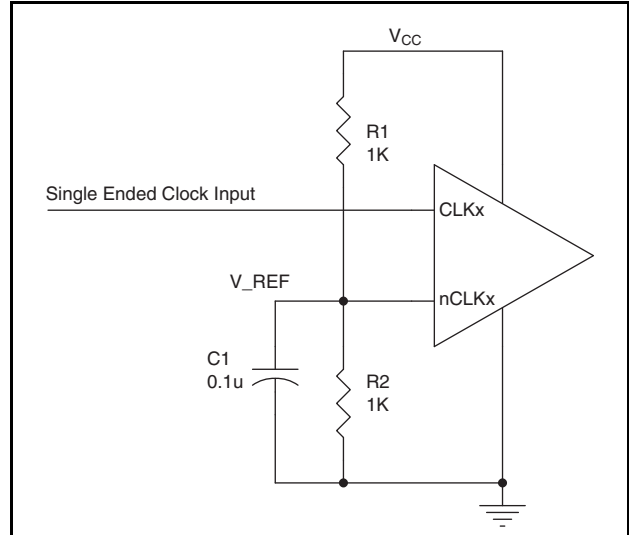 VCC
R1
1K
Single Ended Clock Input
CLKx
V_REF
nCLKx
C1
0.1u
R2
1K